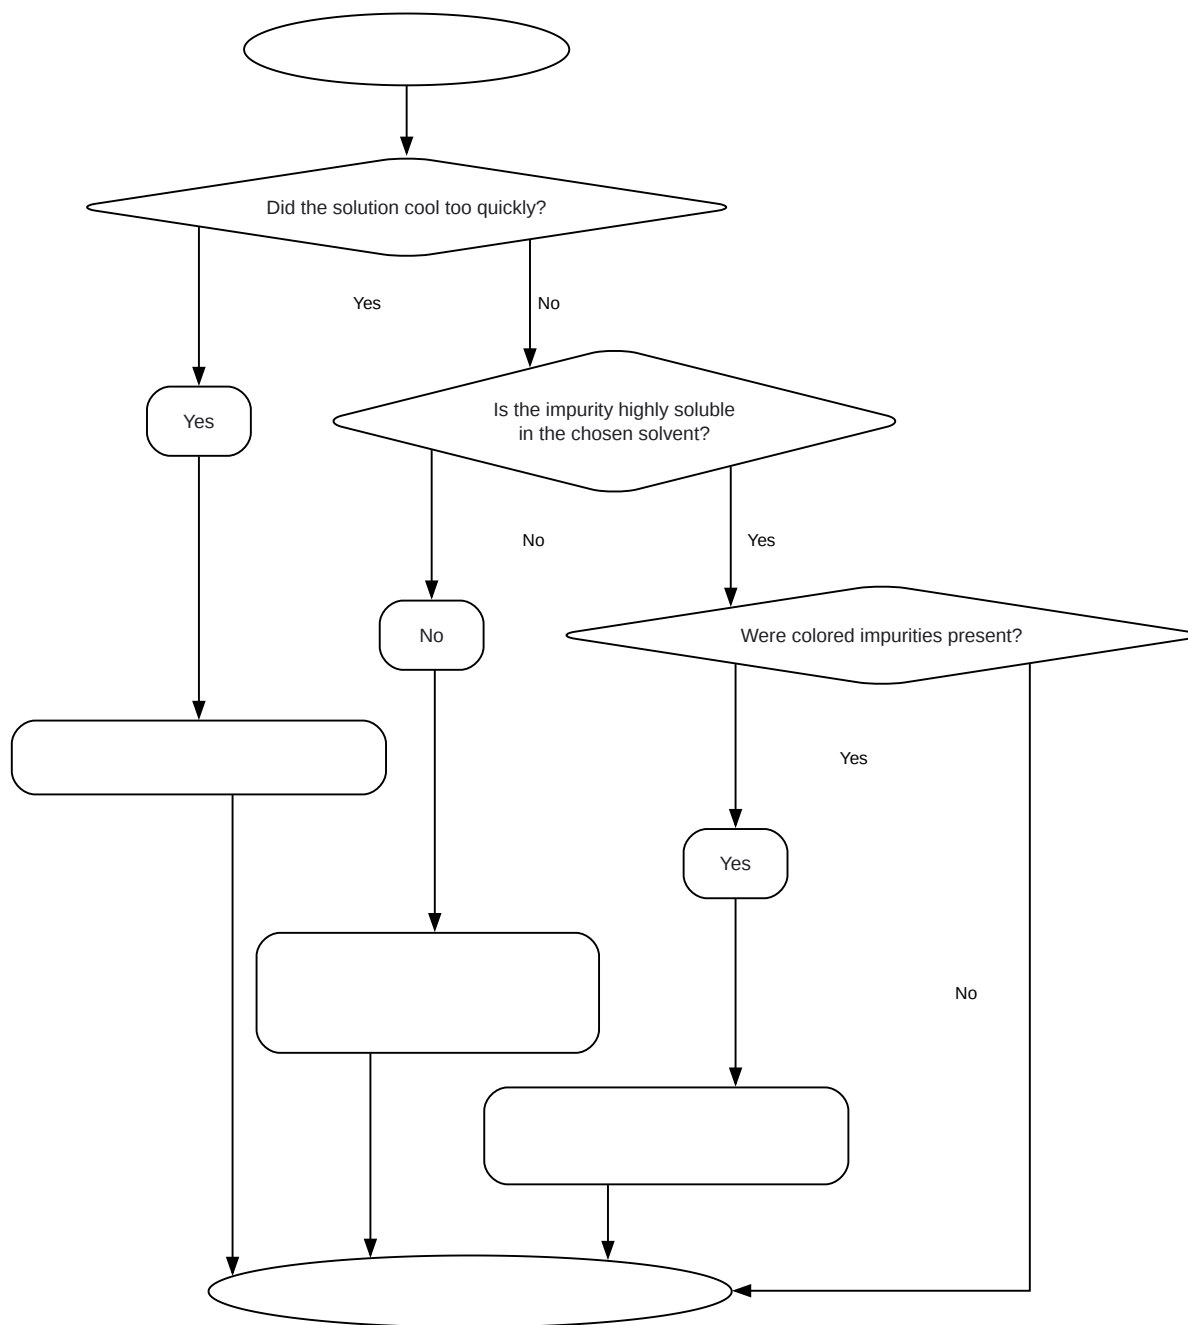 Did the solution cool too quickly?
Yes
No
Yes
Is the impurity highly soluble
in the chosen solvent?
No
Yes
No
Were colored impurities present?
Yes
Yes
No